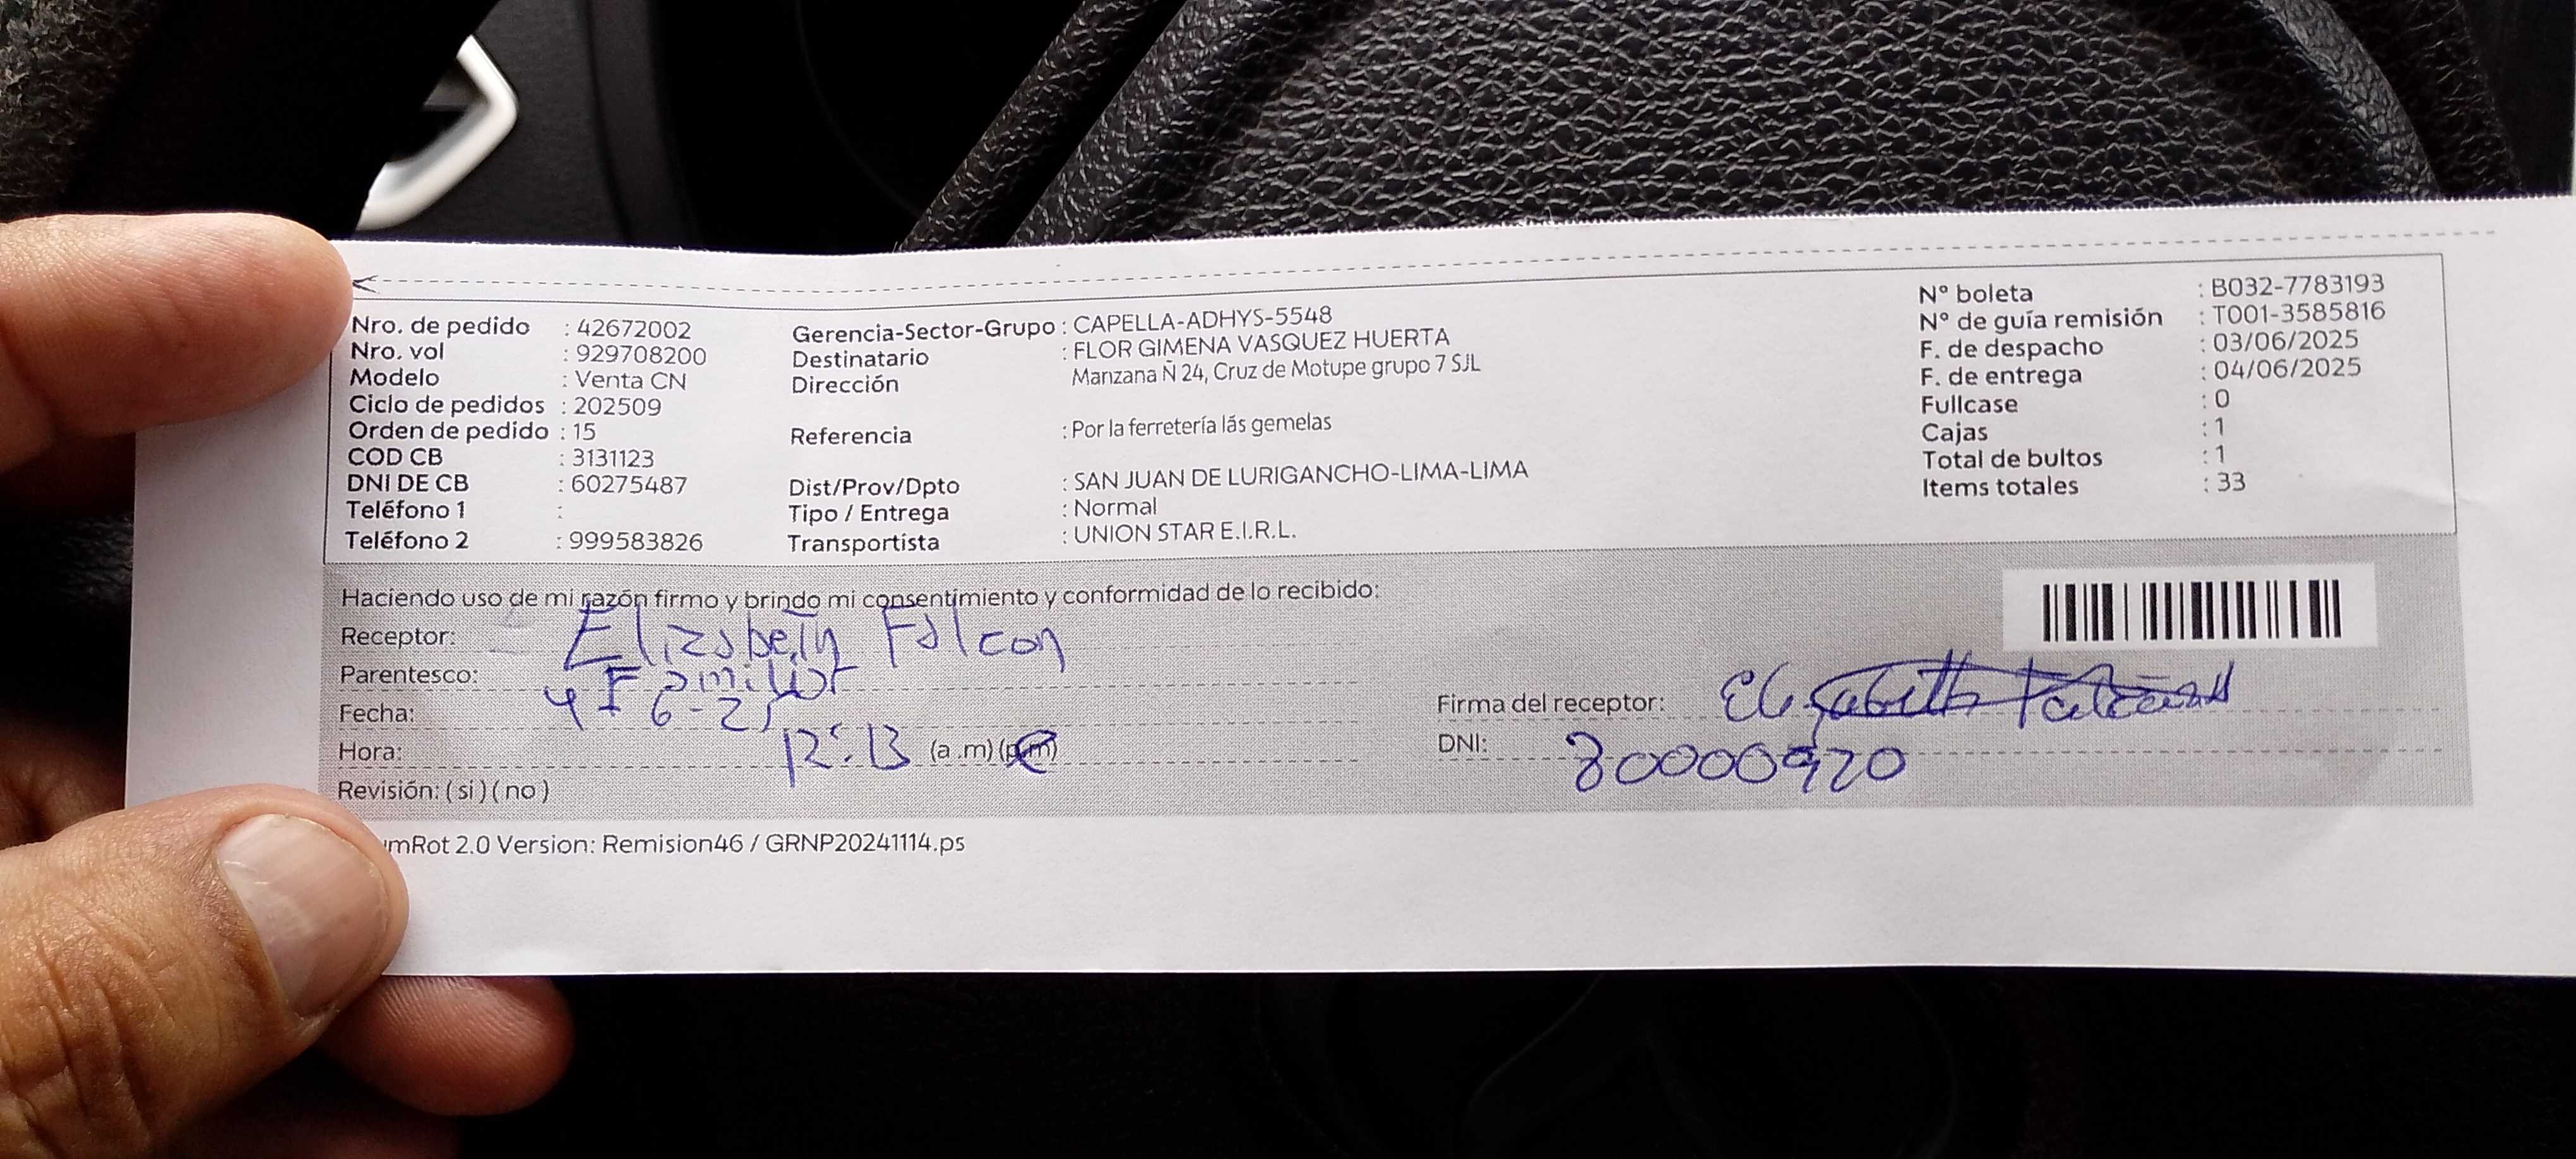 Nro. de pedido : 42672002
Nro. vol : 929708200
Modelo : Venta CN
Ciclo de pedidos : 202509
Orden de pedido : 15
COD CB : 3131123
DNI DE CB : 60275487
Teléfono 1 :
Teléfono 2 : 999583826
Gerencia-Sector-Grupo : CAPELLA-ADHYS-5548
Destinatario : FLOR GIMENA VASQUEZ HUERTA
Dirección Manzana Ñ 24, Cruz de Motupe grupo 7 SJL
Referencia : Por la ferretería lás gemelas
Dist/Prov/Dpto : SAN JUAN DE LURIGANCHO-LIMA-LIMA
Tipo / Entrega : Normal
Transportista : UNION STAR E.I.R.L.
N° boleta : B032-7783193
N° de guía remisión : T001-3585816
F. de despacho : 03/06/2025
F. de entrega : 04/06/2025
Fullcase : 0
Cajas : 1
Total de bultos : 1
Items totales : 33
Haciendo uso de mi razón firmo y brindo mi consentimiento y conformidad de lo recibido:
Receptor: Elizabeth Falcon
Parentesco: Familiar
Fecha: 4 - 6 - 25
Hora: 12:13 (a .m) (p.m)
Revisión: ( si ) ( no )
Firma del receptor: Elisabeth Falcon
DNI: 80000920
mRot 2.0 Version: Remision46 / GRNP20241114.ps